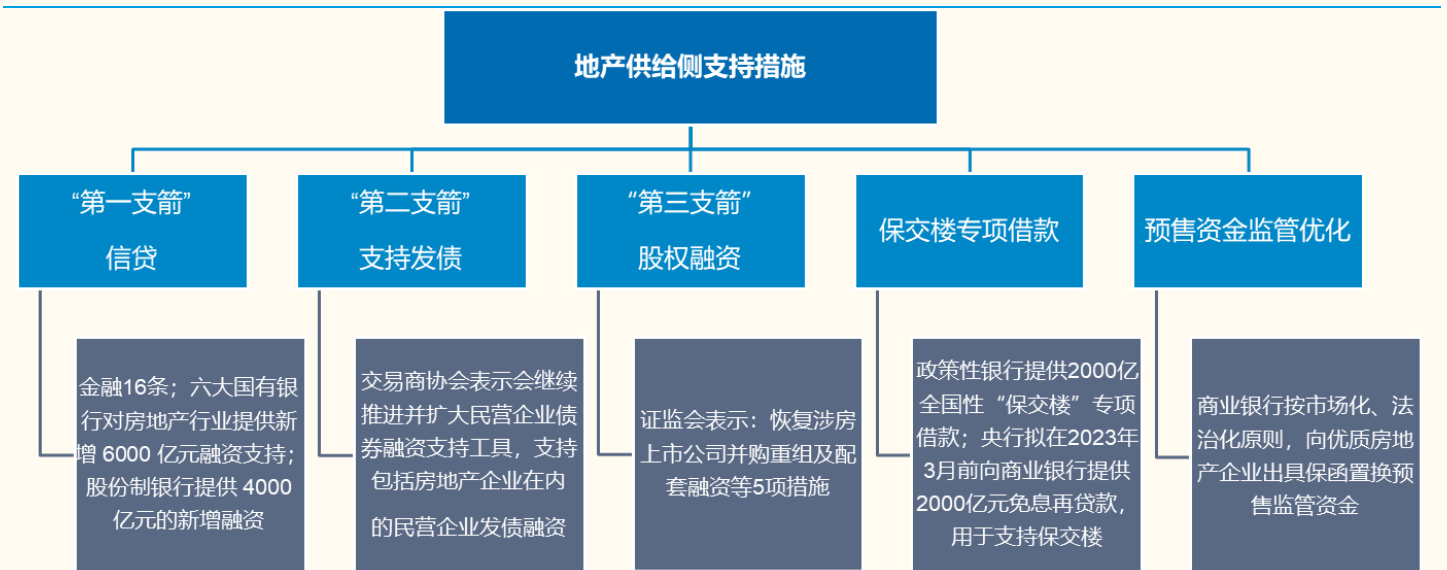 地产供给侧支持措施
“第一支箭”
信贷
“第二支箭”
支持发债
“第三支箭”
股权融资
保交楼专项借款
预售资金监管优化
金融16条；六大国有银
行对房地产行业提供新
增 6000 亿元融资支持；
股份制银行提供 4000
亿元的新增融资
交易商协会表示会继续
推进并扩大民营企业债
券融资支持工具，支持
包括房地产企业在内
的民营企业发债融资
证监会表示：恢复涉房
上市公司并购重组及配
套融资等5项措施
政策性银行提供2000亿
全国性“保交楼”专项
借款；央行拟在2023年
3月前向商业银行提供
2000亿元免息再贷款，
用于支持保交楼
商业银行按市场化、法
治化原则，向优质房地
产企业出具保函置换预
售监管资金